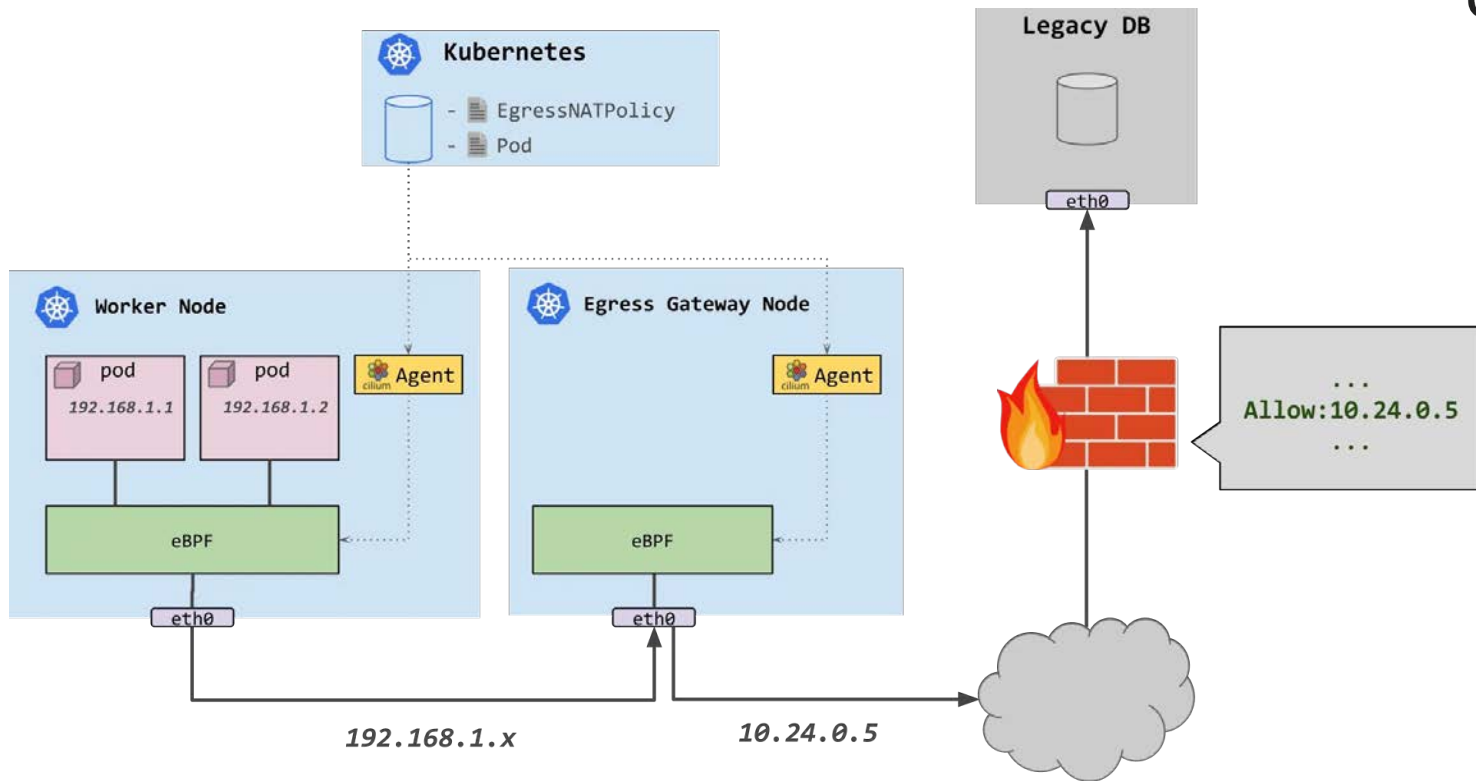 Kubernetes
- EgressNATPolicy
- Pod
Legacy DB
eth0
Worker Node
pod
192.168.1.1
pod
192.168.1.2
cilium Agent
eBPF
eth0
Egress Gateway Node
cilium Agent
eBPF
eth0
...
Allow:10.24.0.5
...
192.168.1.x
10.24.0.5